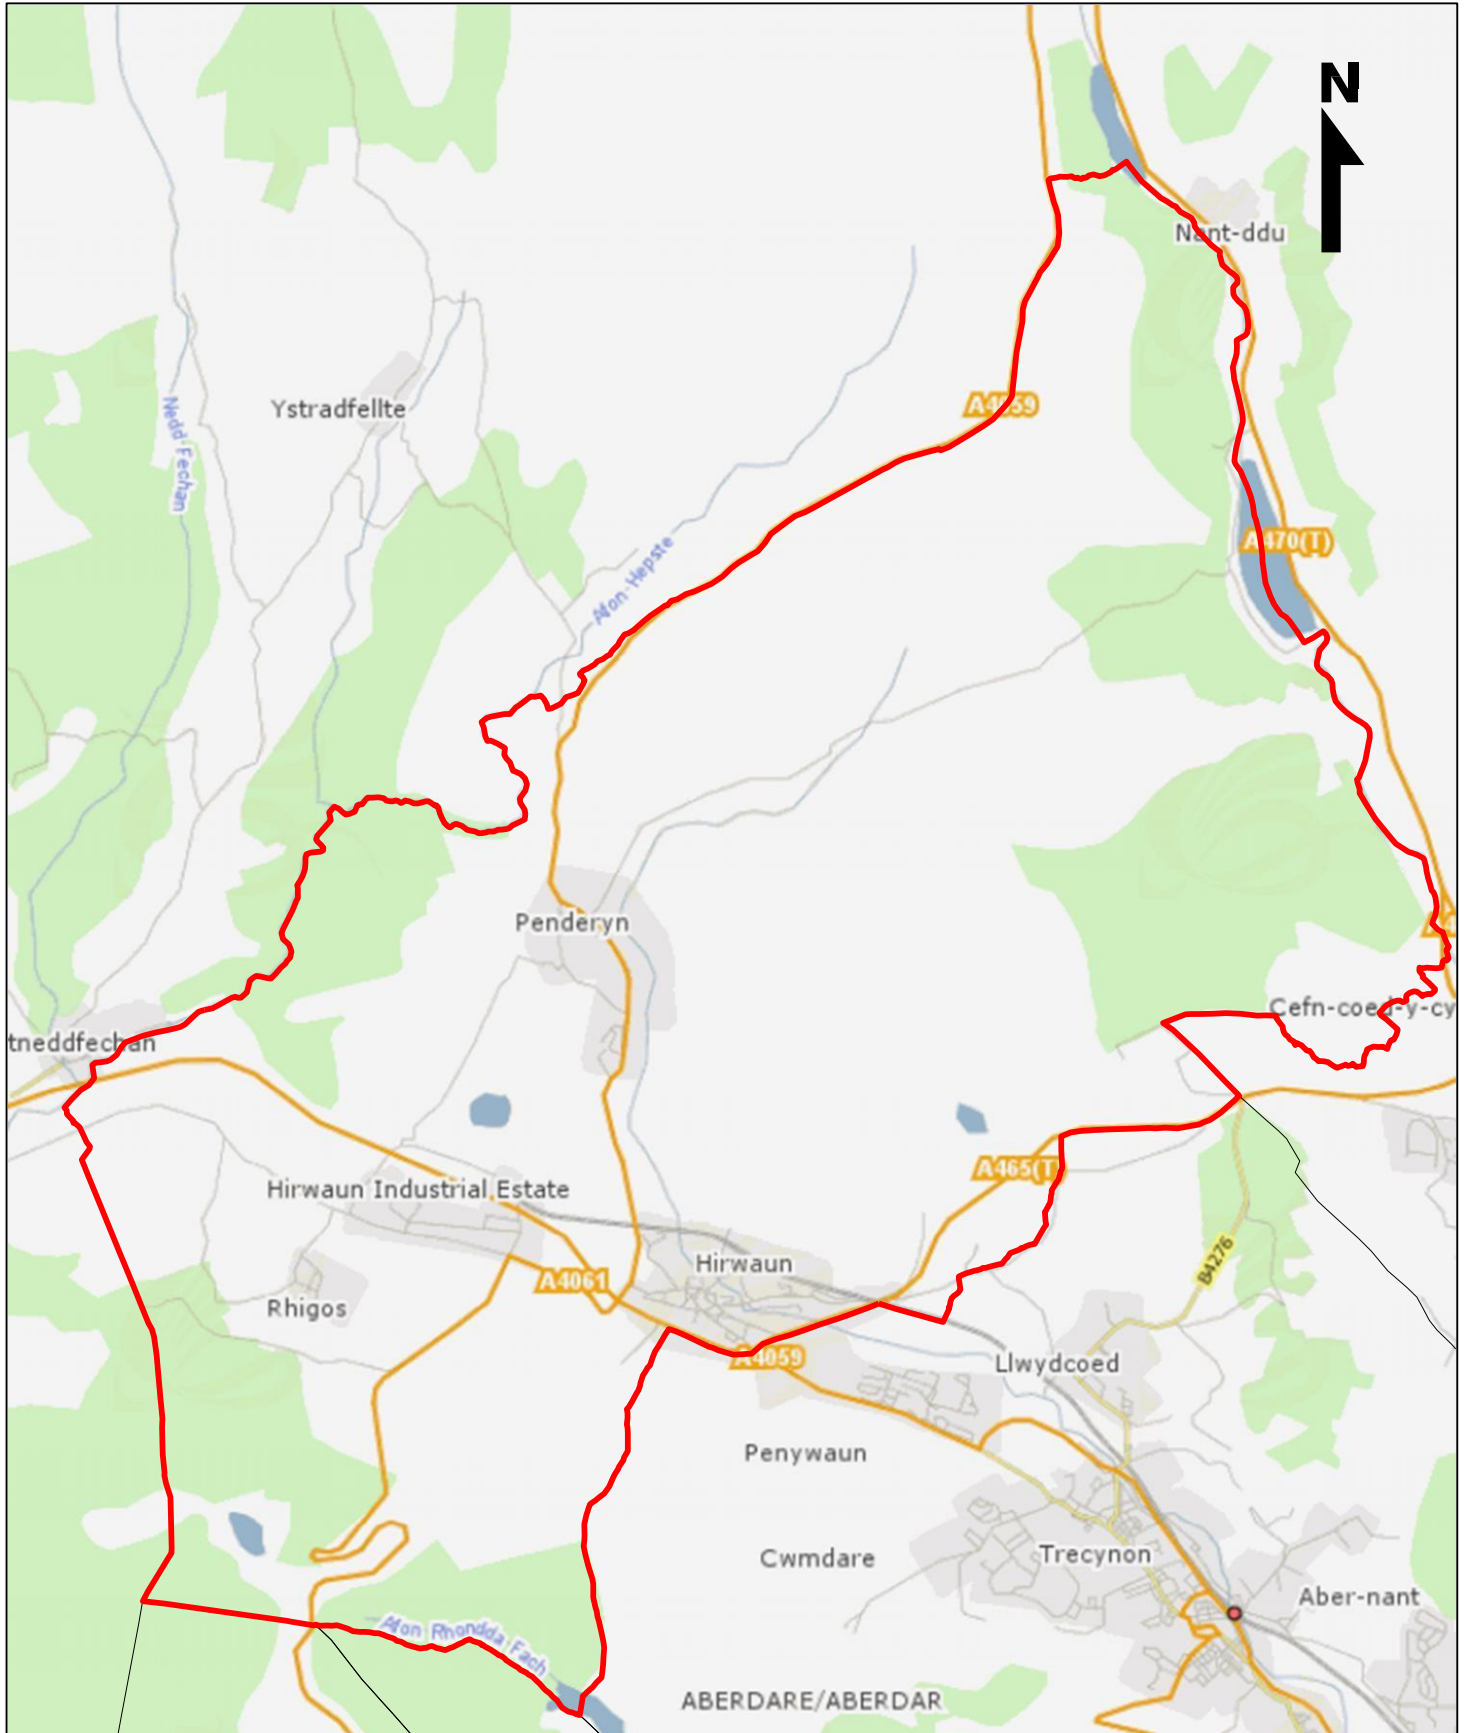 N
Nant-ddu
Ystradfellte
Nedd Fechan
A4059
A470(T)
Afon Hepste
Penderyn
Cefn-coed-y-cy
tneddfechan
A465(T
Hirwaun Industrial Estate
Hirwaun
B4276
A4061
Rhigos
A4059
Llwydcoed
Penywaun
Cwmdare
Trecynon
Aber-nant
Afon Rhondda Fach
ABERDARE/ABERDAR